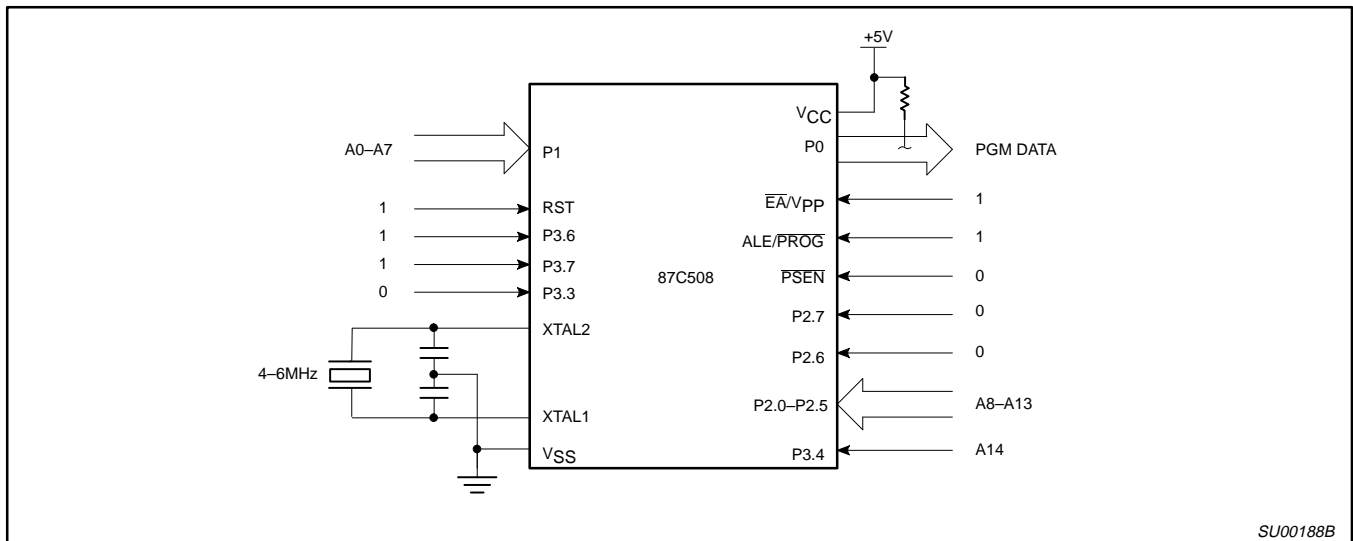 +5V
VCC
P0
PGM DATA
A0–A7
P1
1
RST
1
P3.6
1
P3.7
0
P3.3
XTAL2
4–6MHz
XTAL1
VSS
87C508
EA/VPP
1
ALE/PROG
1
PSEN
0
P2.7
0
P2.6
0
P2.0–P2.5
A8–A13
P3.4
A14
SU00188B